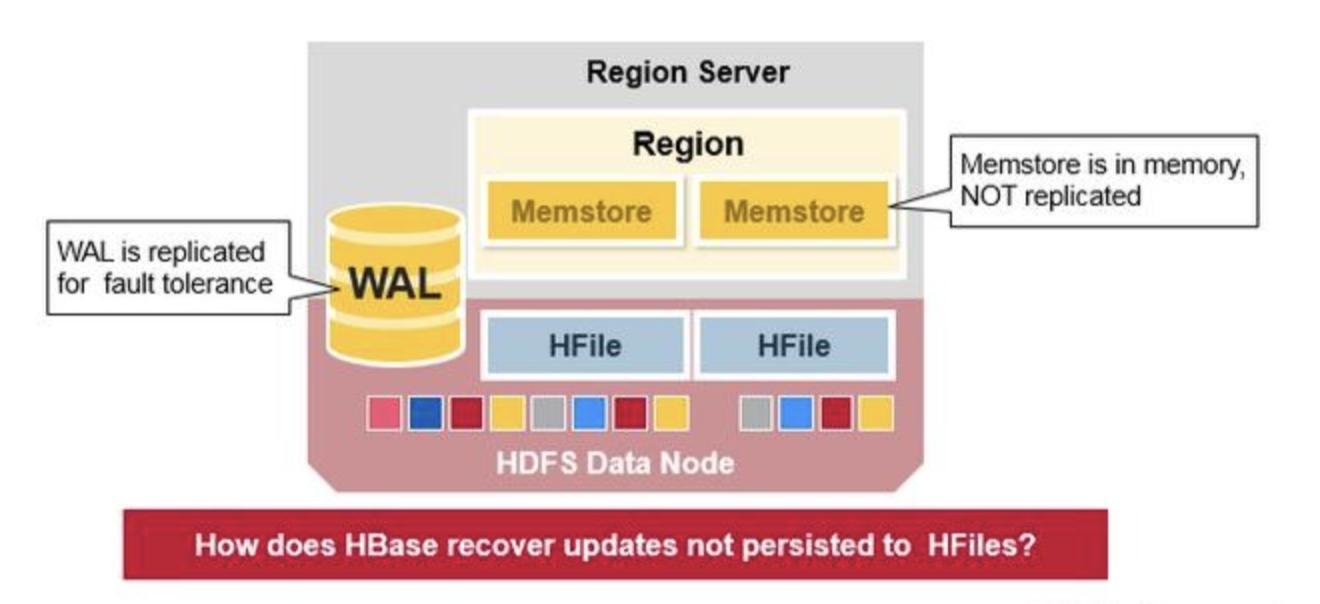 Region Server
Region
Memstore is in memory,
NOT replicated
Memstore
Memstore
WAL is replicated
for fault tolerance
WAL
HFile
HFile
HDFS Data Node
How does HBase recover updates not persisted to HFiles?